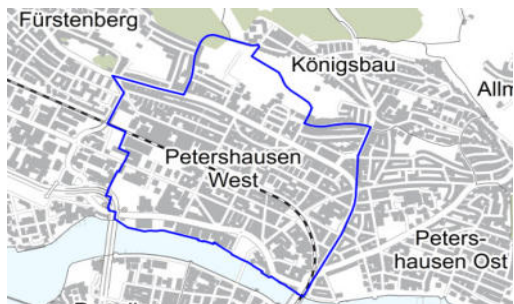 Fürstenberg
Königsbau
Allm
Petershausen
West
Peters-
hausen Ost